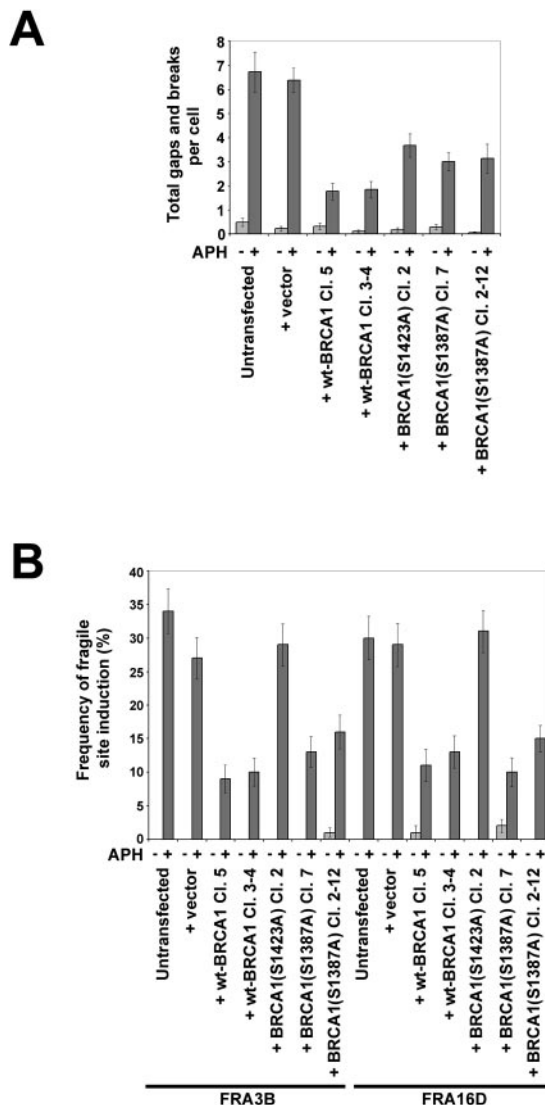 A
Total gaps and breaks
per cell
8
7
6
5
4
3
2
1
0
APH - + - + - + - + - + - + - +
Untransfected
+ vector
+ wt-BRCA1 Cl. 5
+ wt-BRCA1 Cl. 3-4
+ BRCA1(S1423A) Cl. 2
+ BRCA1(S1387A) Cl. 7
+ BRCA1(S1387A) Cl. 2-12
B
Frequency of fragile
site induction (%)
40
35
30
25
20
15
10
5
0
APH - + - + - + - + - + - + - + - + - + - + - + - + - + - +
Untransfected
+ vector
+ wt-BRCA1 Cl. 5
+ wt-BRCA1 Cl. 3-4
+ BRCA1(S1423A) Cl. 2
+ BRCA1(S1387A) Cl. 7
+ BRCA1(S1387A) Cl. 2-12
Untransfected
+ vector
+ wt-BRCA1 Cl. 5
+ wt-BRCA1 Cl. 3-4
+ BRCA1(S1423A) Cl. 2
+ BRCA1(S1387A) Cl. 7
+ BRCA1(S1387A) Cl. 2-12
FRA3B
FRA16D